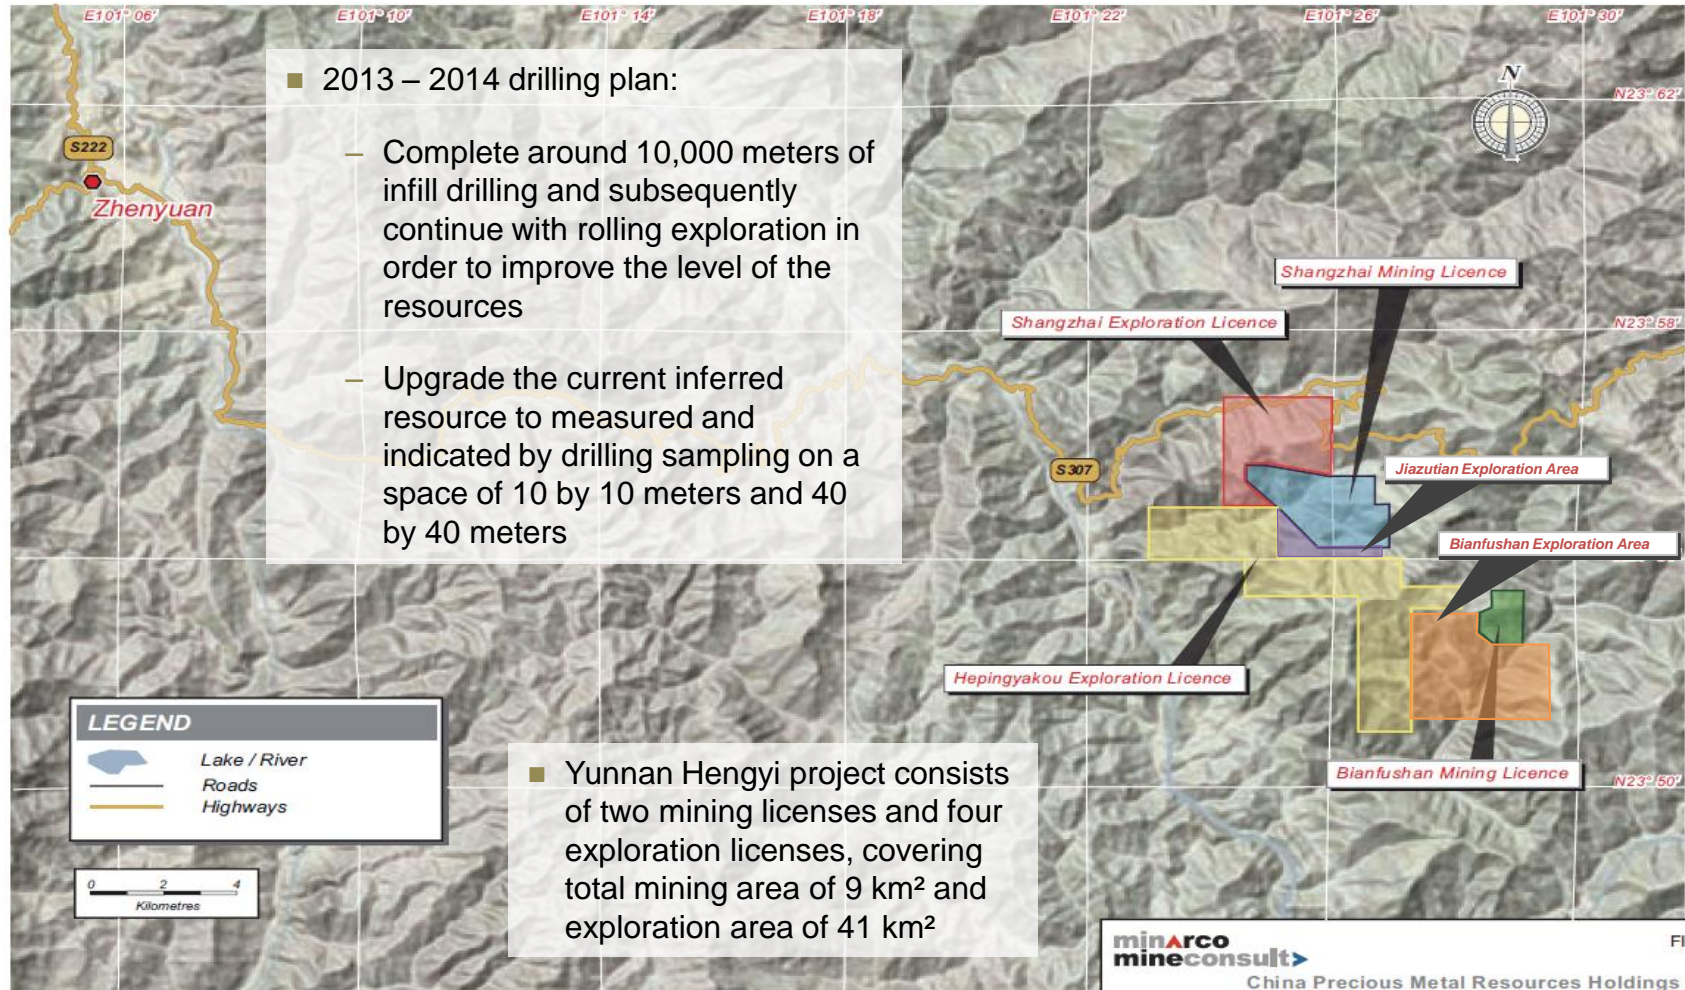 E101° 06'
E101° 10'
E101° 14'
E101° 18'
E101° 22'
E101° 26'
E101° 30'
■ 2013 – 2014 drilling plan:
– Complete around 10,000 meters of
infill drilling and subsequently
continue with rolling exploration in
order to improve the level of the
resources
– Upgrade the current inferred
resource to measured and
indicated by drilling sampling on a
space of 10 by 10 meters and 40
by 40 meters
N
N23° 62'
S222
Zhenyuan
Shangzhai Mining Licence
Shangzhai Exploration Licence
N23° 58'
S307
Jiazutian Exploration Area
Bianfushan Exploration Area
Hepingyakou Exploration Licence
Bianfushan Mining Licence
N23° 50'
LEGEND
Lake / River
Roads
Highways
0 2 4
Kilometres
■ Yunnan Hengyi project consists
of two mining licenses and four
exploration licenses, covering
total mining area of 9 km² and
exploration area of 41 km²
minarco
mineconsult
China Precious Metal Resources Holdings